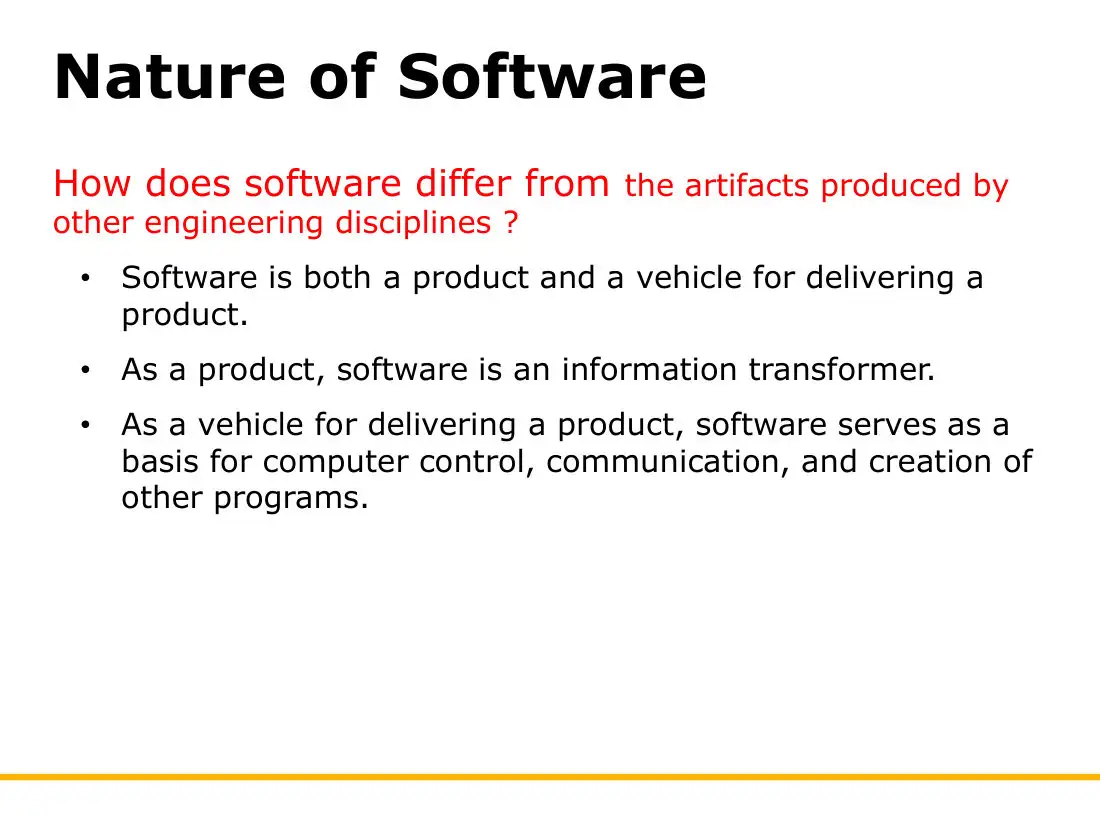 Nature of Software
How does software differ from the artifacts produced by
other engineering disciplines ?
• Software is both a product and a vehicle for delivering a
product.
• As a product, software is an information transformer.
• As a vehicle for delivering a product, software serves as a
basis for computer control, communication, and creation of
other programs.